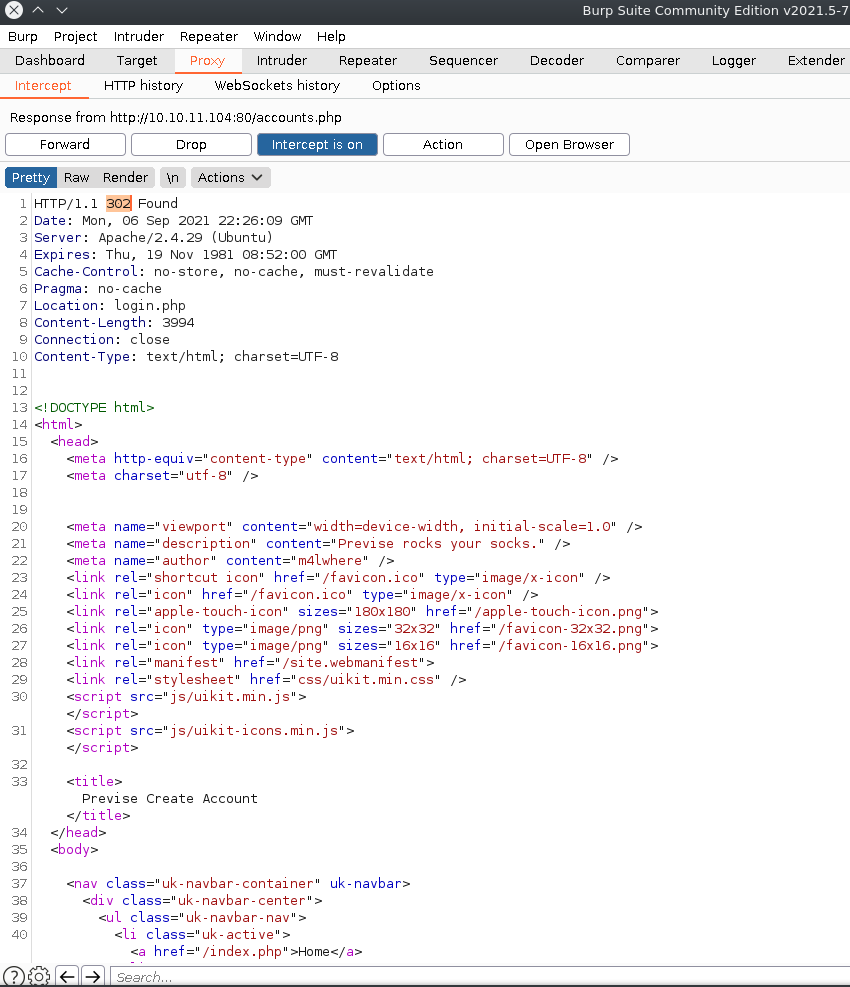 Burp Suite Community Edition v2021.5-7
Burp Project Intruder Repeater Window Help
Dashboard Target Proxy Intruder Repeater Sequencer Decoder Comparer Logger Extender
Intercept HTTP history WebSockets history Options
Response from http://10.10.11.104:80/accounts.php
Forward Drop Intercept is on Action Open Browser
Pretty Raw Render \n Actions
1 HTTP/1.1 302 Found
2 Date: Mon, 06 Sep 2021 22:26:09 GMT
3 Server: Apache/2.4.29 (Ubuntu)
4 Expires: Thu, 19 Nov 1981 08:52:00 GMT
5 Cache-Control: no-store, no-cache, must-revalidate
6 Pragma: no-cache
7 Location: login.php
8 Content-Length: 3994
9 Connection: close
10 Content-Type: text/html; charset=UTF-8
11
12
13 <!DOCTYPE html>
14 <html>
15 <head>
16 <meta http-equiv="content-type" content="text/html; charset=UTF-8" />
17 <meta charset="utf-8" />
18
19
20 <meta name="viewport" content="width=device-width, initial-scale=1.0" />
21 <meta name="description" content="Previse rocks your socks." />
22 <meta name="author" content="m4lwhere" />
23 <link rel="shortcut icon" href="/favicon.ico" type="image/x-icon" />
24 <link rel="icon" href="/favicon.ico" type="image/x-icon" />
25 <link rel="apple-touch-icon" sizes="180x180" href="/apple-touch-icon.png">
26 <link rel="icon" type="image/png" sizes="32x32" href="/favicon-32x32.png">
27 <link rel="icon" type="image/png" sizes="16x16" href="/favicon-16x16.png">
28 <link rel="manifest" href="/site.webmanifest">
29 <link rel="stylesheet" href="css/uikit.min.css" />
30 <script src="js/uikit.min.js">
</script>
31 <script src="js/uikit-icons.min.js">
</script>
32
33 <title>
Previse Create Account
</title>
34 </head>
35 <body>
36
37 <nav class="uk-navbar-container" uk-navbar>
38 <div class="uk-navbar-center">
39 <ul class="uk-navbar-nav">
40 <li class="uk-active">
<a href="/index.php">Home</a>
Search...